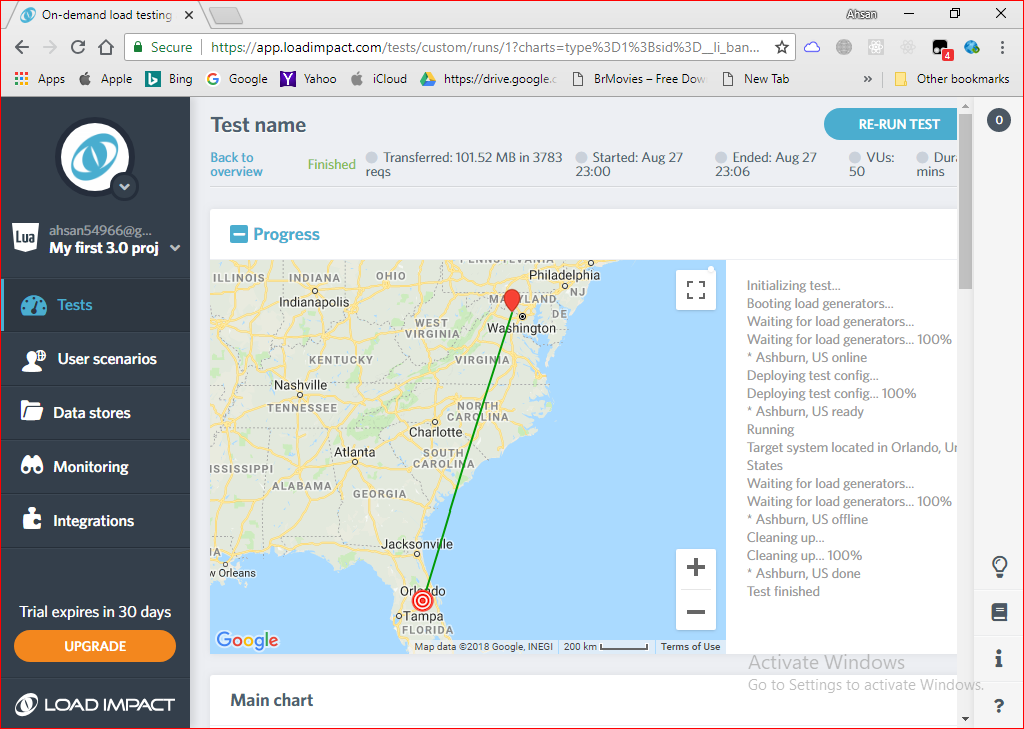 On-demand load testing
Ahsan
Secure
https://app.loadimpact.com/tests/custom/runs/1?charts=type%3D1%3Bsid%3D__li_ban...
Apps
Apple
Bing
Google
Yahoo
iCloud
https://drive.google.c
BrMovies – Free Dow
New Tab
»
Other bookmarks
4
0
Lua
ahsan54966@g...
My first 3.0 proj
Tests
User scenarios
Data stores
Monitoring
Integrations
Trial expires in 30 days
UPGRADE
LOAD IMPACT
Test name
RE-RUN TEST
Back to
overview
Finished
Transferred: 101.52 MB in 3783
reqs
Started: Aug 27
23:00
Ended: Aug 27
23:06
VUs:
50
Dura
mins
Progress
PENNSYLVANIA
ILLINOIS
INDIANA
OHIO
Philadelphia
Indianapolis
MARYLAND
NJ
DE
Washington
WEST
VIRGINIA
KENTUCKY
VIRGINIA
Nashville
TENNESSEE
NORTH
CAROLINA
Charlotte
Atlanta
SOUTH
CAROLINA
ISSISSIPPI
ALABAMA
GEORGIA
Jacksonville
IA
w Orleans
Orlando
Tampa
FLORIDA
Google
Map data ©2018 Google, INEGI
200 km
Terms of Use
Initializing test...
Booting load generators...
Waiting for load generators...
Waiting for load generators... 100%
* Ashburn, US online
Deploying test config...
Deploying test config... 100%
* Ashburn, US ready
Running
Target system located in Orlando, Un
States
Waiting for load generators...
Waiting for load generators... 100%
* Ashburn, US offline
Cleaning up...
Cleaning up... 100%
* Ashburn, US done
Test finished
Main chart
Activate Windows
Go to Settings to activate Windows.